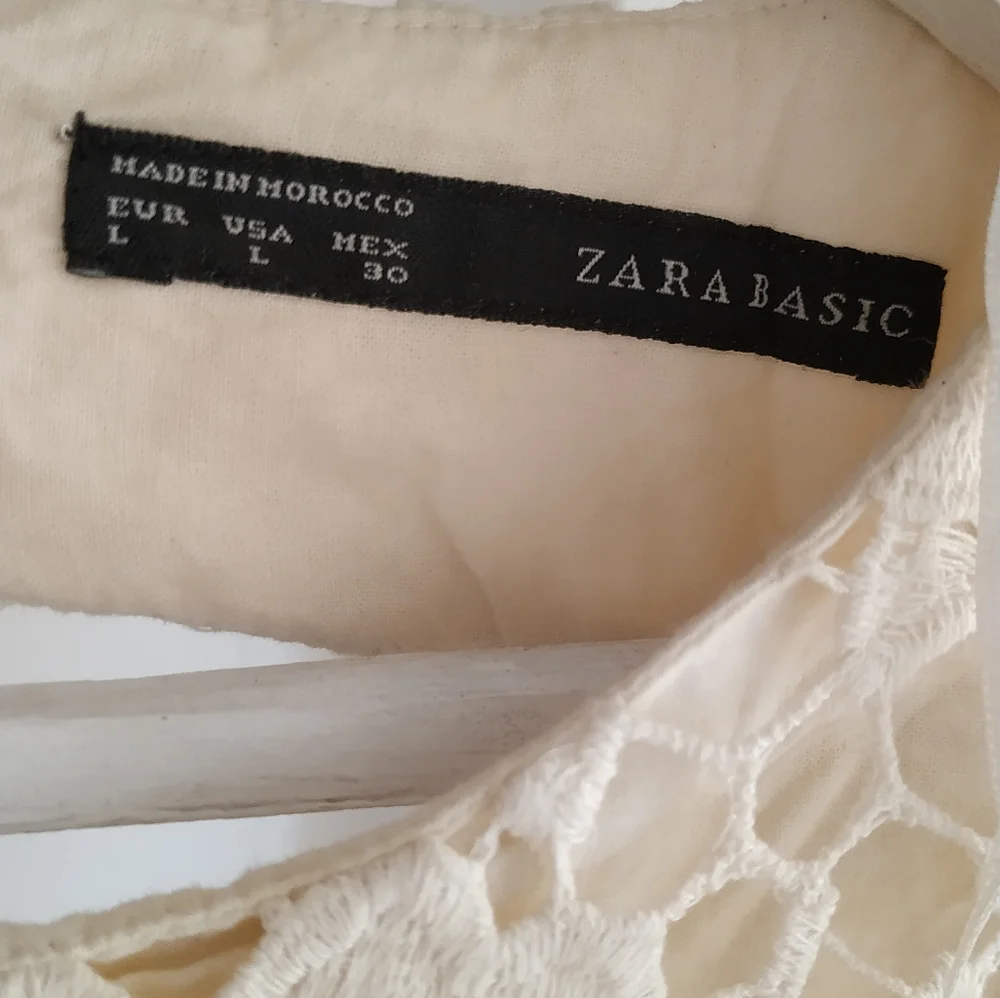 MADE IN MOROCCO
EUR USA MEX
L L 30
ZARA BASIC